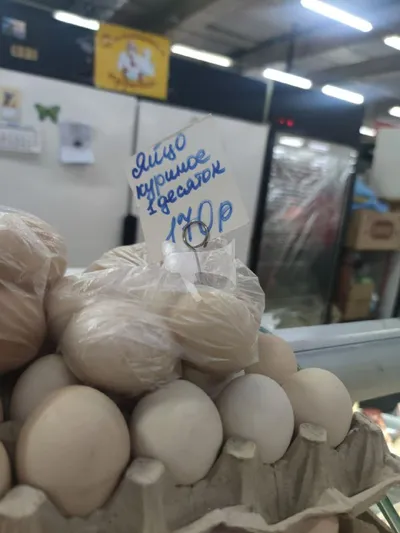 яйцо
куриное
1 десяток
170р